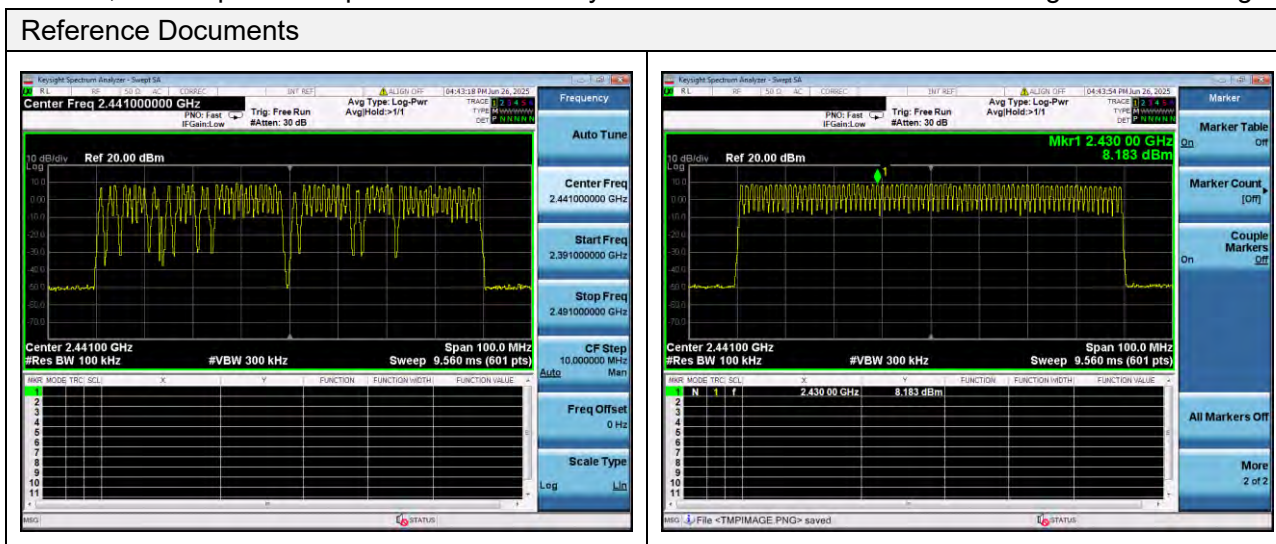 Reference Documents
Keysight Spectrum Analyzer - Swept SA
RL RF 50 Ω AC CORREC INT REF ALIGN OFF 04:43:18 PM Jun 26, 2025
Center Freq 2.441000000 GHz
PNO: Fast
IFGain:Low
Trig: Free Run
#Atten: 30 dB
Avg Type: Log-Pwr
Avg|Hold:>1/1
TRACE 1 2 3 4 5 6
TYPE M
DET P N N N N N
Frequency
Auto Tune
10 dB/div Ref 20.00 dBm
Log
10.0
0.00
-10.0
-20.0
-30.0
-40.0
-50.0
-60.0
-70.0
Center Freq
2.441000000 GHz
Start Freq
2.391000000 GHz
Stop Freq
2.491000000 GHz
Center 2.44100 GHz Span 100.0 MHz
#Res BW 100 kHz #VBW 300 kHz Sweep 9.560 ms (601 pts)
CF Step
10.000000 MHz
Auto Man
MKR MODE TRC SCL X Y FUNCTION FUNCTION WIDTH FUNCTION VALUE
1
2
3
4
5
6
7
8
9
10
11
Freq Offset
0 Hz
Scale Type
Log Lin
MSG STATUS
Keysight Spectrum Analyzer - Swept SA
RL RF 50 Ω AC CORREC INT REF ALIGN OFF 04:43:54 PM Jun 26, 2025
PNO: Fast
IFGain:Low
Trig: Free Run
#Atten: 30 dB
Avg Type: Log-Pwr
Avg|Hold:>1/1
TRACE 1 2 3 4 5 6
TYPE M
DET P N N N N N
Marker
Marker Table
On Off
Mkr1 2.430 00 GHz
8.183 dBm
10 dB/div Ref 20.00 dBm
Log
1
10.0
0.00
-10.0
-20.0
-30.0
-40.0
-50.0
-60.0
-70.0
Marker Count
[Off]
Couple
Markers
On Off
Center 2.44100 GHz Span 100.0 MHz
#Res BW 100 kHz #VBW 300 kHz Sweep 9.560 ms (601 pts)
MKR MODE TRC SCL X Y FUNCTION FUNCTION WIDTH FUNCTION VALUE
1 N 1 f 2.430 00 GHz 8.183 dBm
2
3
4
5
6
7
8
9
10
11
All Markers Off
More
2 of 2
MSG File <TMPIMAGE.PNG> saved STATUS